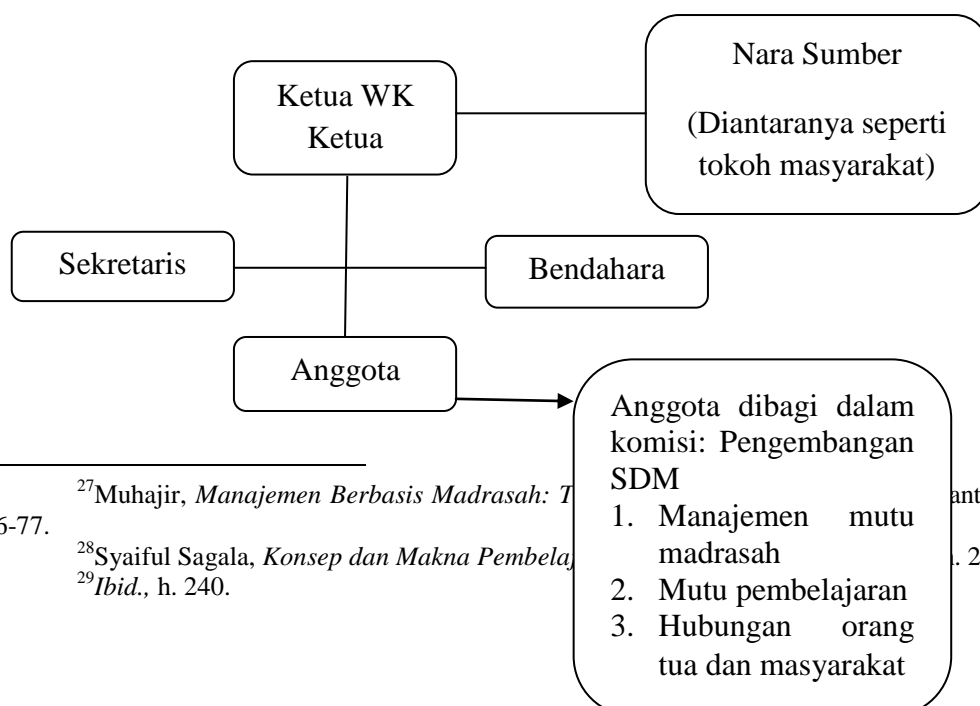 Nara Sumber
(Diantaranya seperti
tokoh masyarakat)
Ketua WK
Ketua
Sekretaris
Bendahara
Anggota
Anggota dibagi dalam
komisi: Pengembangan
SDM
1. Manajemen mutu
madrasah
2. Mutu pembelajaran
3. Hubungan orang
tua dan masyarakat
27Muhajir, Manajemen Berbasis Madrasah:
6-77.
28Syaiful Sagala, Konsep dan Makna
29Ibid., h. 240.